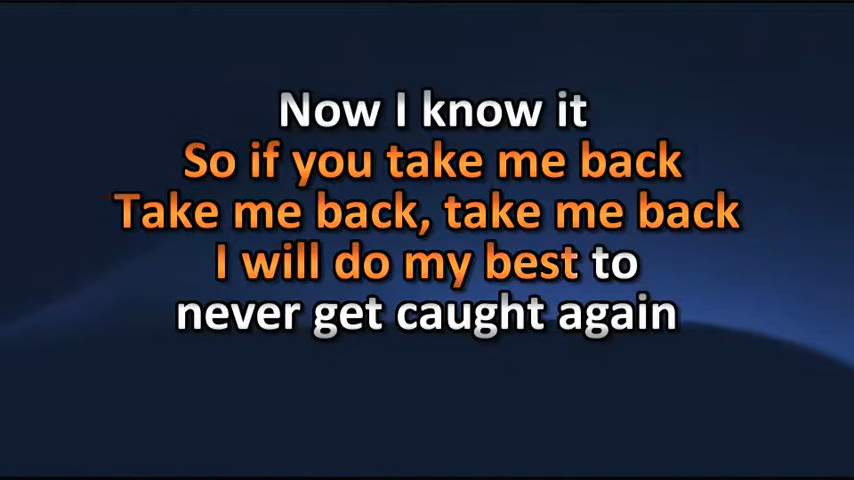 Now I know it
So if you take me back
Take me back, take me back
I will do my best to
never get caught again